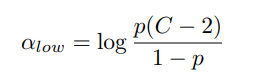 α_low = log p(C − 2) / 1 − p